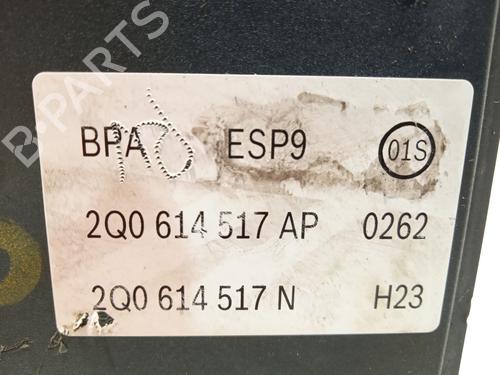 BPA ESP9 01S
2Q0 614 517 AP 0262
2Q0 614 517 N H23
B-PARTS